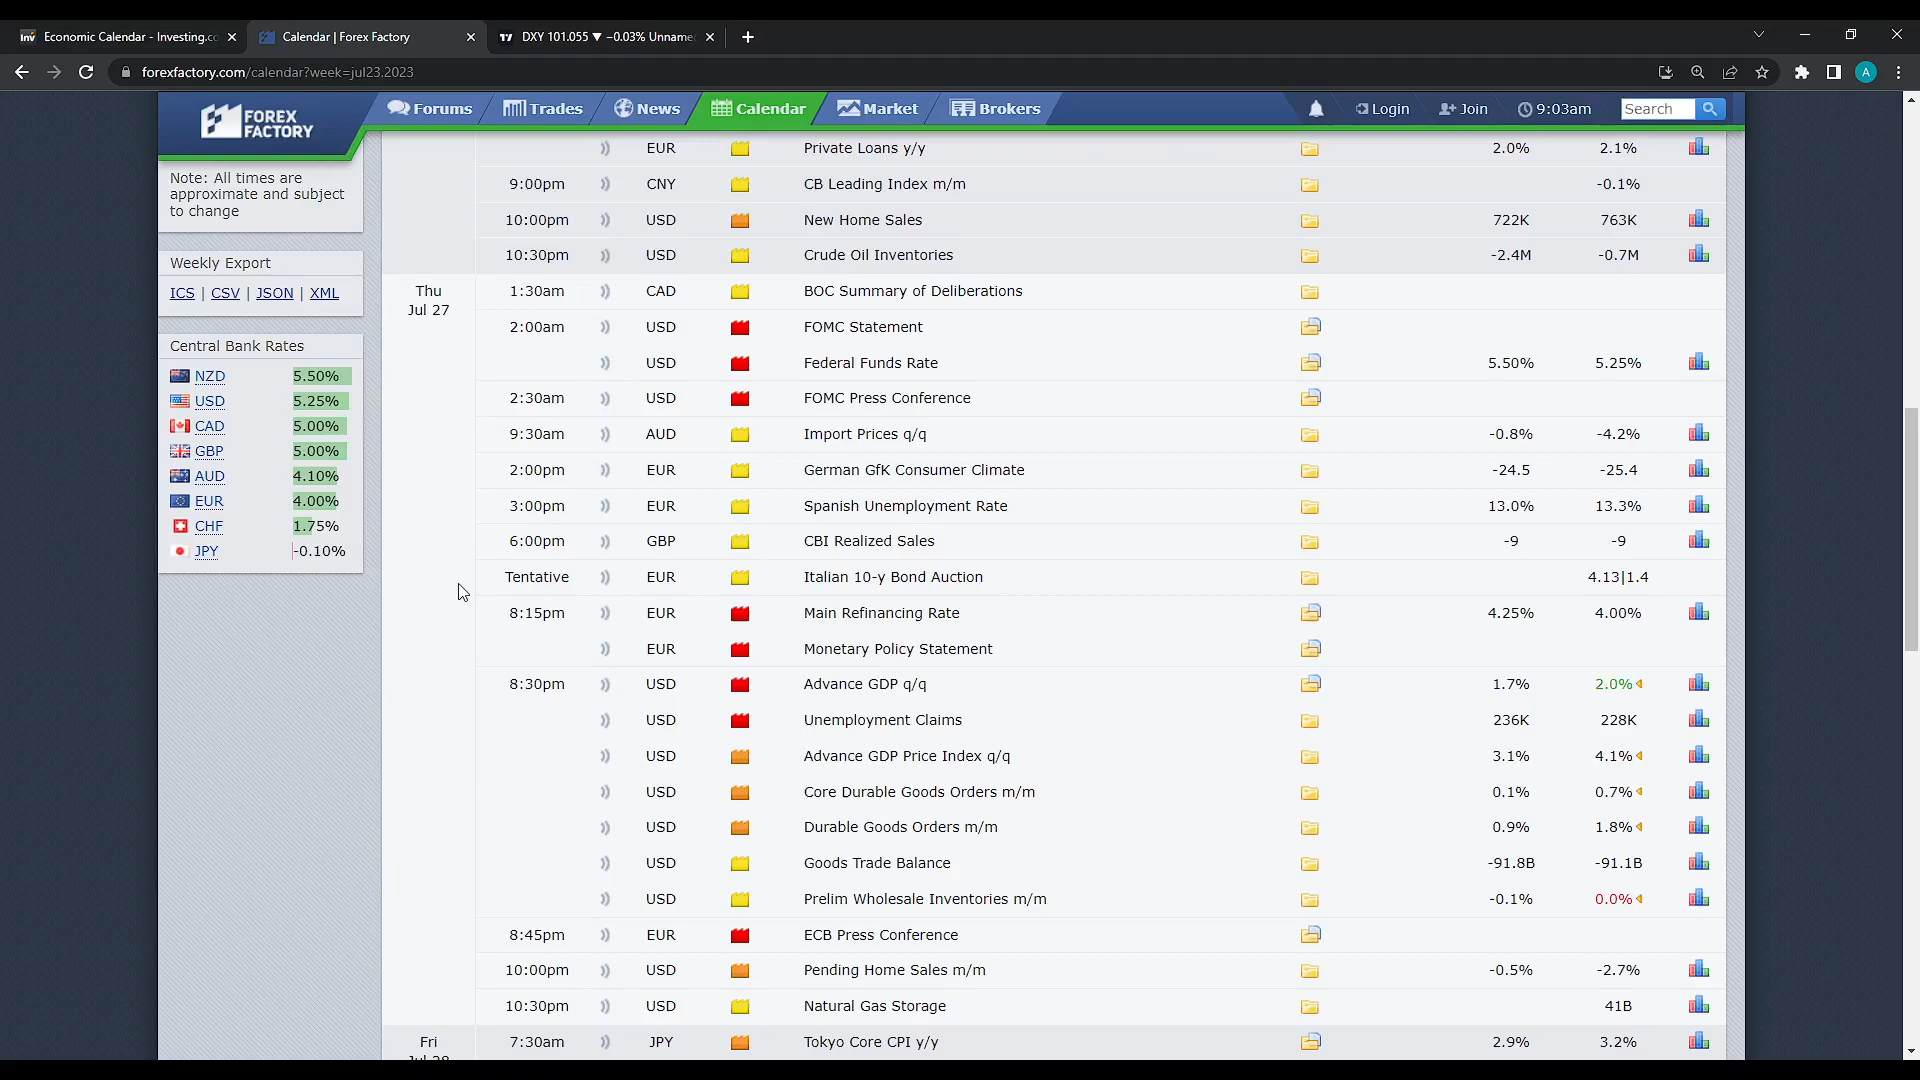 Economic Calendar - Investing.co
Calendar | Forex Factory
DXY 101.055 ▼ −0.03% Unname
forexfactory.com/calendar?week=jul23.2023
A
FOREX FACTORY
Forums
Trades
News
Calendar
Market
Brokers
Login
Join
9:03am
Search
Note: All times are
approximate and subject
to change
Weekly Export
ICS | CSV | JSON | XML
Central Bank Rates
NZD 5.50%
USD 5.25%
CAD 5.00%
GBP 5.00%
AUD 4.10%
EUR 4.00%
CHF 1.75%
JPY -0.10%
EUR Private Loans y/y 2.0% 2.1%
9:00pm CNY CB Leading Index m/m -0.1%
10:00pm USD New Home Sales 722K 763K
10:30pm USD Crude Oil Inventories -2.4M -0.7M
Thu
Jul 27
1:30am CAD BOC Summary of Deliberations
2:00am USD FOMC Statement
USD Federal Funds Rate 5.50% 5.25%
2:30am USD FOMC Press Conference
9:30am AUD Import Prices q/q -0.8% -4.2%
2:00pm EUR German GfK Consumer Climate -24.5 -25.4
3:00pm EUR Spanish Unemployment Rate 13.0% 13.3%
6:00pm GBP CBI Realized Sales -9 -9
Tentative EUR Italian 10-y Bond Auction 4.13|1.4
8:15pm EUR Main Refinancing Rate 4.25% 4.00%
EUR Monetary Policy Statement
8:30pm USD Advance GDP q/q 1.7% 2.0%
USD Unemployment Claims 236K 228K
USD Advance GDP Price Index q/q 3.1% 4.1%
USD Core Durable Goods Orders m/m 0.1% 0.7%
USD Durable Goods Orders m/m 0.9% 1.8%
USD Goods Trade Balance -91.8B -91.1B
USD Prelim Wholesale Inventories m/m -0.1% 0.0%
8:45pm EUR ECB Press Conference
10:00pm USD Pending Home Sales m/m -0.5% -2.7%
10:30pm USD Natural Gas Storage 41B
Fri
Jul 28
7:30am JPY Tokyo Core CPI y/y 2.9% 3.2%